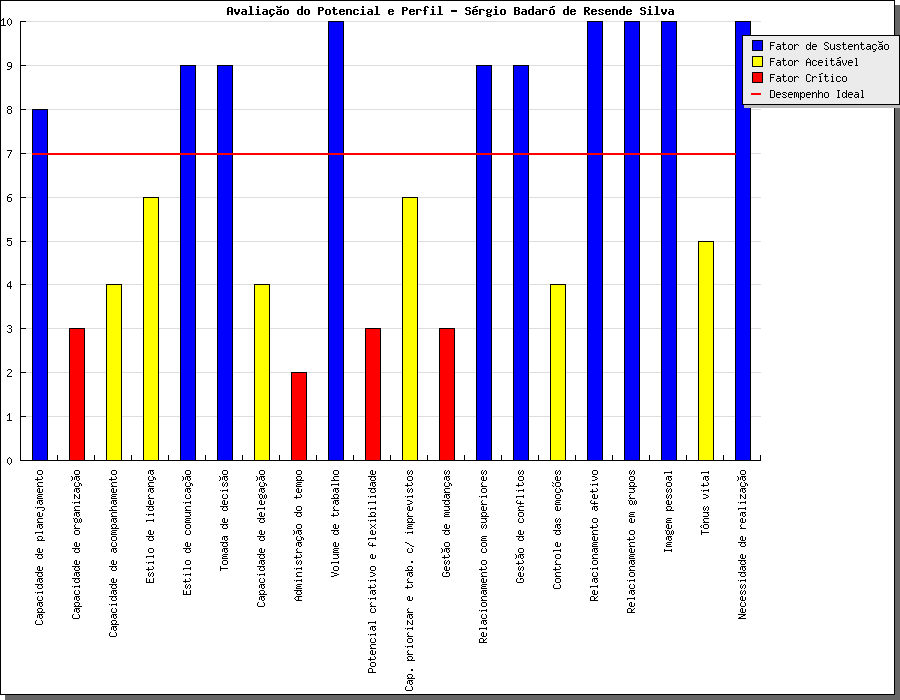 Avaliação do Potencial e Perfil - Sérgio Badaró de Resende Silva
10
9
8
7
6
5
4
3
2
1
0
Fator de Sustentação
Fator Aceitável
Fator Crítico
Desempenho Ideal
Capacidade de planejamento
Capacidade de organização
Capacidade de acompanhamento
Estilo de liderança
Estilo de comunicação
Tomada de decisão
Capacidade de delegação
Administração do tempo
Volume de trabalho
Potencial criativo e flexibilidade
Cap. priorizar e trab. c/ imprevistos
Gestão de mudanças
Relacionamento com superiores
Gestão de conflitos
Controle das emoções
Relacionamento afetivo
Relacionamento em grupos
Imagem pessoal
Tônus vital
Necessidade de realização